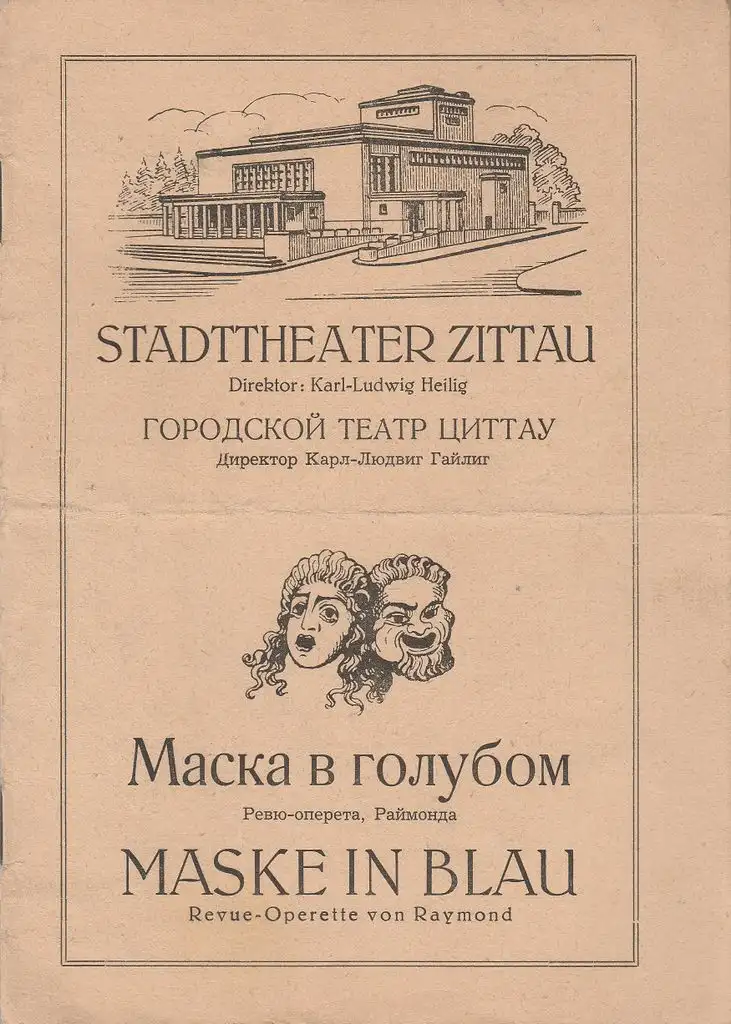 STADTTHEATER ZITTAU
Direktor: Karl-Ludwig Heilig
ГОРОДСКОЙ ТЕАТР ЦИТТАУ
Директор Карл-Людвиг Гайлиг
Маска в голубом
Ревю-оперета, Раймонда
MASKE IN BLAU
Revue-Operette von Raymond